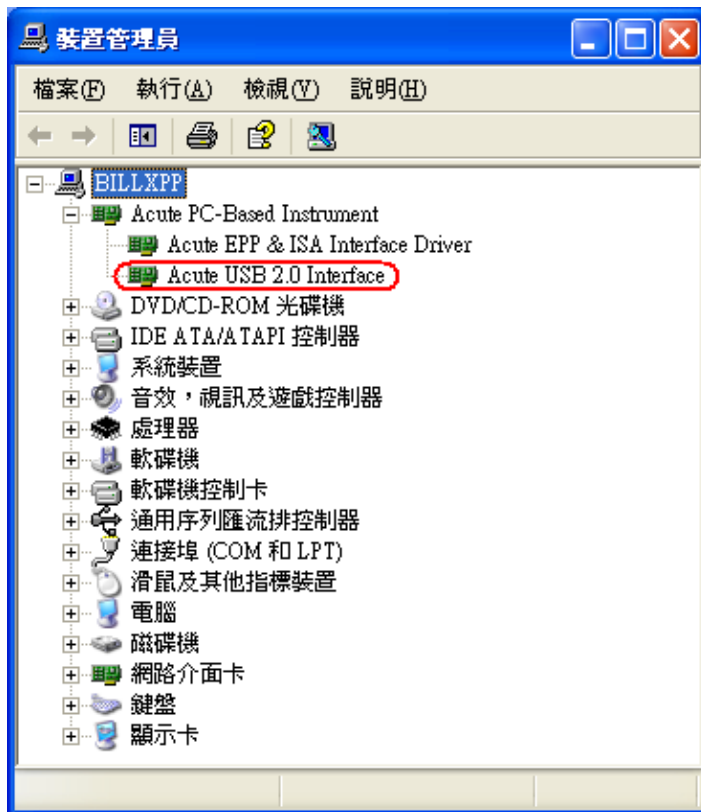 裝置管理員
檔案(F) 執行(A) 檢視(V) 說明(H)
BILLXPP
Acute PC-Based Instrument
Acute EPP & ISA Interface Driver
Acute USB 2.0 Interface
DVD/CD-ROM 光碟機
IDE ATA/ATAPI 控制器
系統裝置
音效，視訊及遊戲控制器
處理器
軟碟機
軟碟機控制卡
通用序列匯流排控制器
連接埠 (COM 和 LPT)
滑鼠及其他指標裝置
電腦
磁碟機
網路介面卡
鍵盤
顯示卡